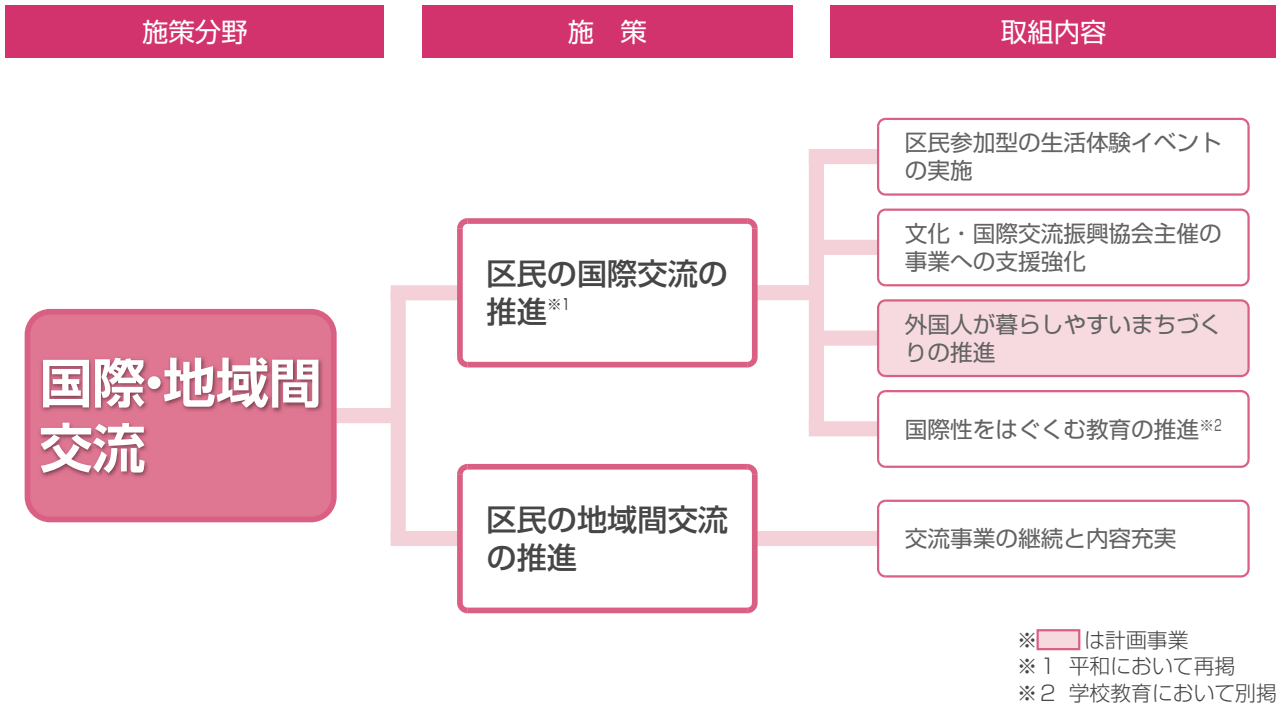 施策分野
施　策
取組内容
国際・地域間
交流
区民の国際交流の
推進※1
区民参加型の生活体験イベント
の実施
文化・国際交流振興協会主催の
事業への支援強化
外国人が暮らしやすいまちづく
りの推進
国際性をはぐくむ教育の推進※2
区民の地域間交流
の推進
交流事業の継続と内容充実
※　　は計画事業
※１　平和において再掲
※２　学校教育において別掲